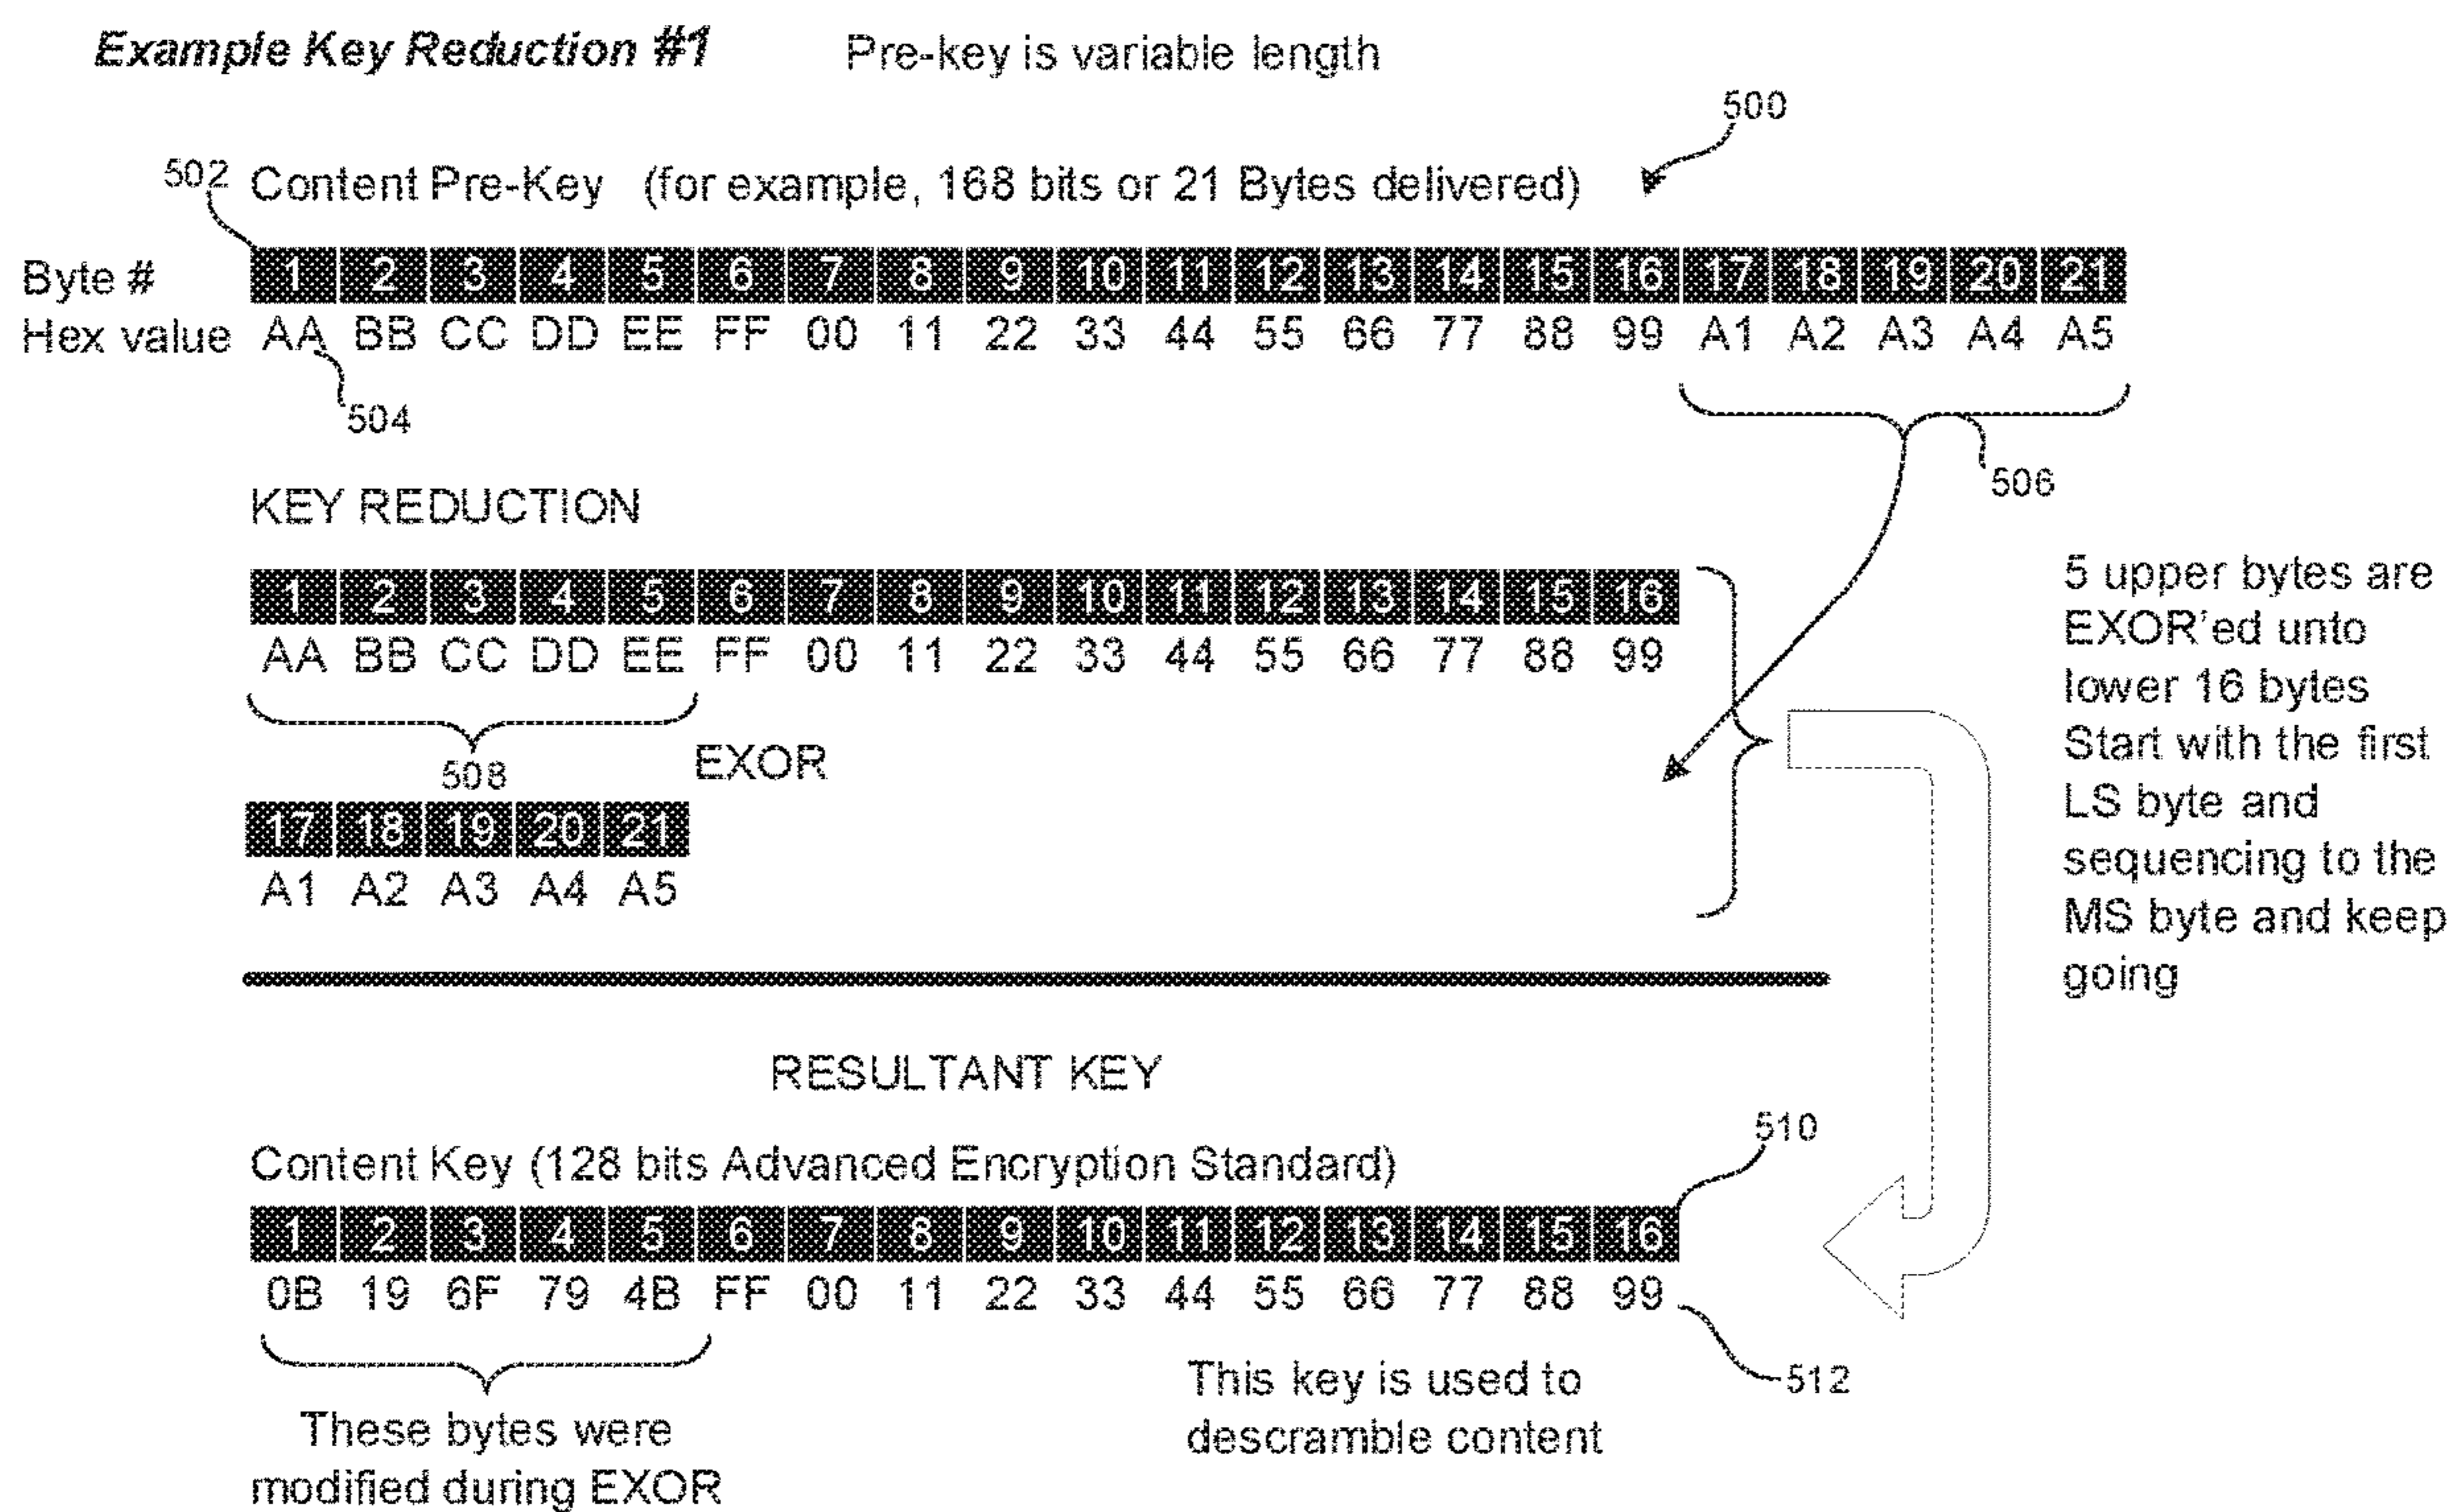 Example Key Reduction #1 Pre-key is variable length
500
502 Content Pre-Key (for example, 168 bits or 21 Bytes delivered)
Byte # 1 2 3 4 5 6 7 8 9 10 11 12 13 14 15 16 17 18 19 20 21
Hex value AA BB CC DD EE FF 00 11 22 33 44 55 66 77 88 99 A1 A2 A3 A4 A5
504
506
KEY REDUCTION
1 2 3 4 5 6 7 8 9 10 11 12 13 14 15 16
AA BB CC DD EE FF 00 11 22 33 44 55 66 77 88 99
508 EXOR
17 18 19 20 21
A1 A2 A3 A4 A5
5 upper bytes are
EXOR'ed unto
lower 16 bytes
Start with the first
LS byte and
sequencing to the
MS byte and keep
going
RESULTANT KEY
510
Content Key (128 bits Advanced Encryption Standard)
1 2 3 4 5 6 7 8 9 10 11 12 13 14 15 16
0B 19 6F 79 4B FF 00 11 22 33 44 55 66 77 88 99
512
These bytes were
modified during EXOR
This key is used to
descramble content